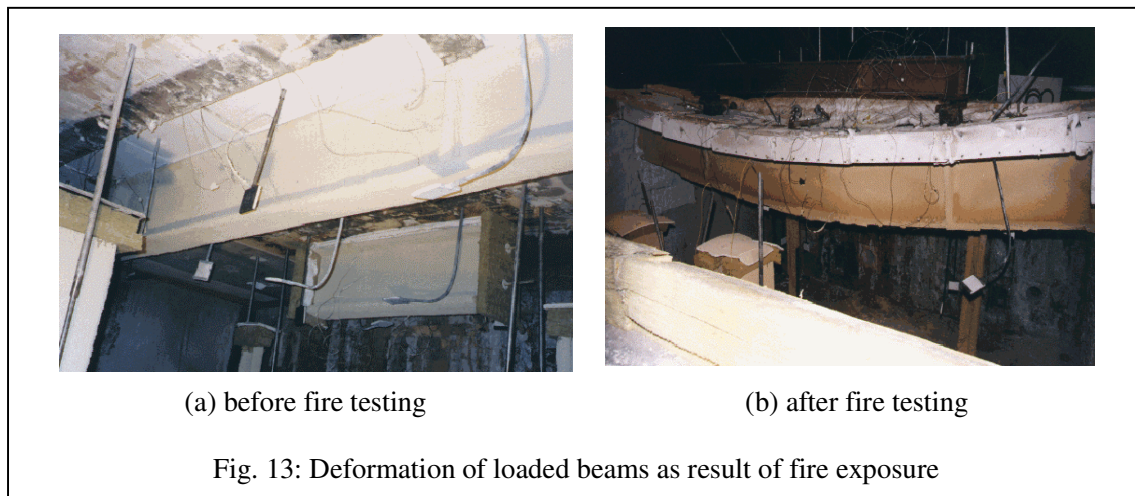 (a) before fire testing
(b) after fire testing
Fig. 13: Deformation of loaded beams as result of fire exposure